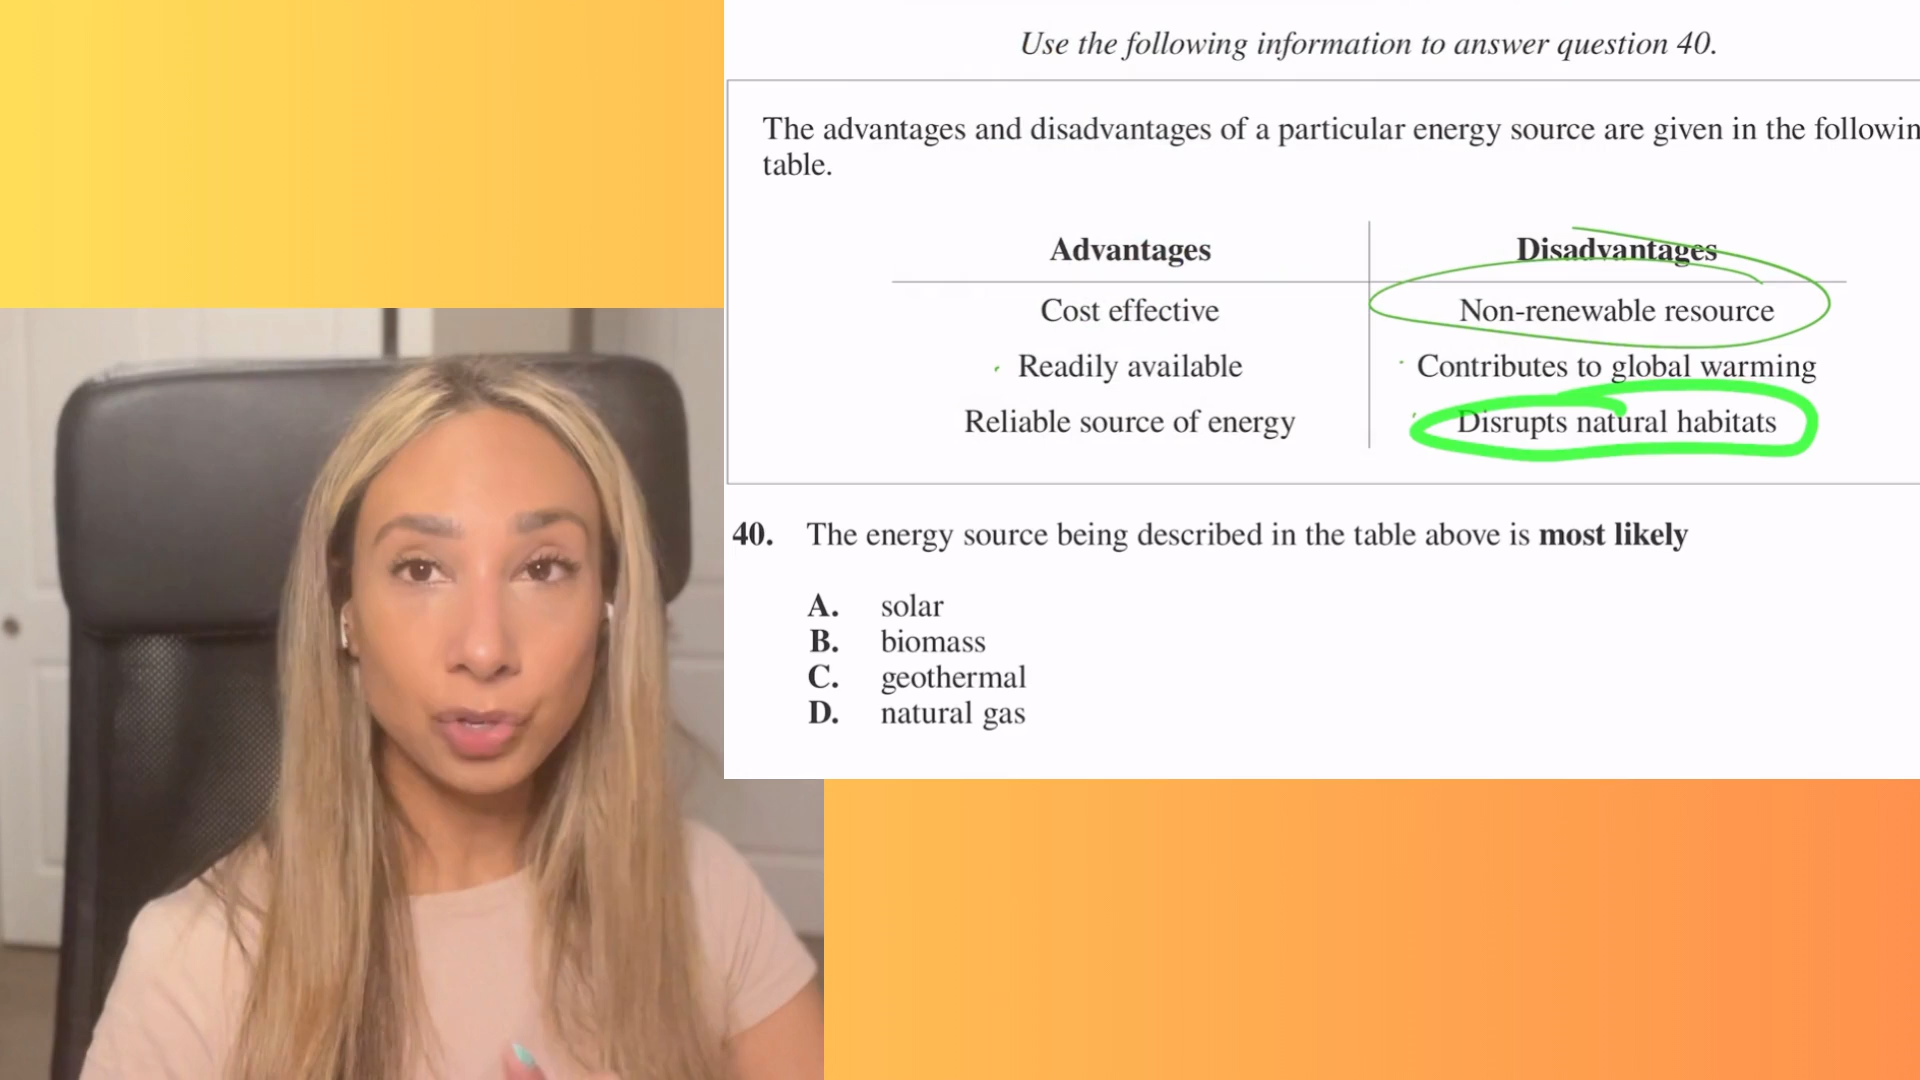 Use the following information to answer question 40.
The advantages and disadvantages of a particular energy source are given in the followin
table.
Advantages Disadvantages
Cost effective Non-renewable resource
Readily available Contributes to global warming
Reliable source of energy Disrupts natural habitats
40. The energy source being described in the table above is most likely
A. solar
B. biomass
C. geothermal
D. natural gas